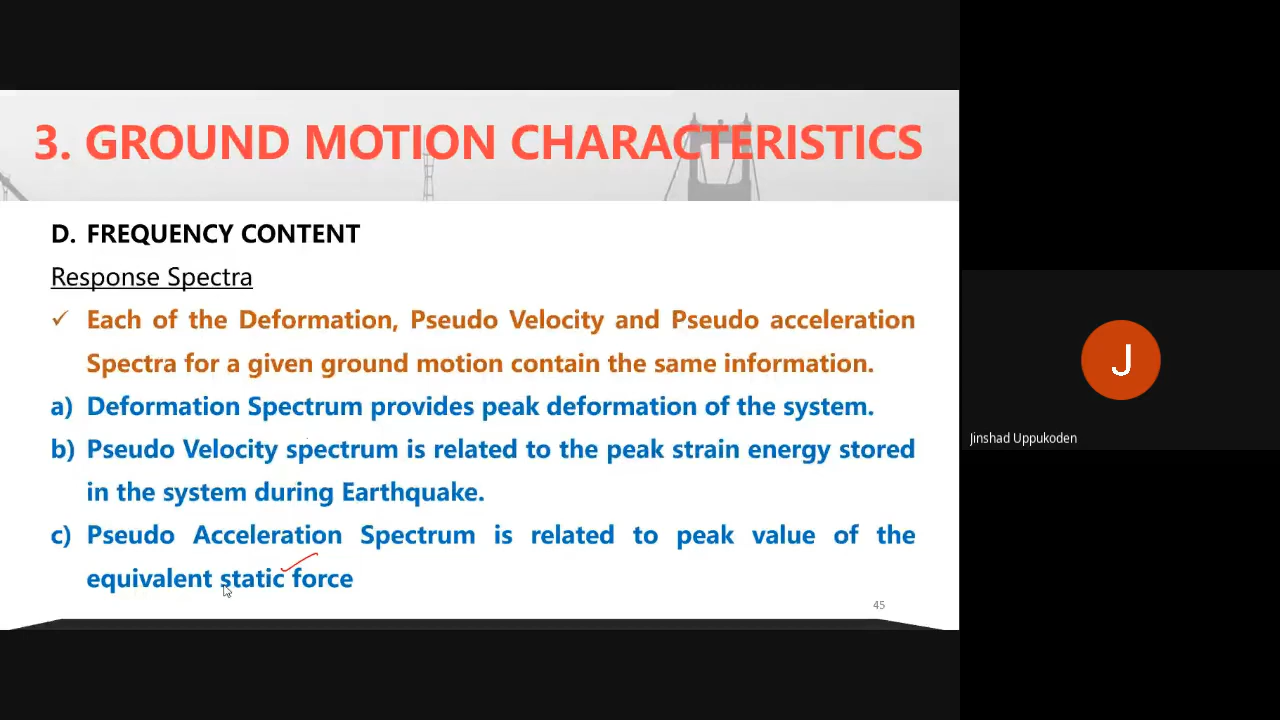 3. GROUND MOTION CHARACTERISTICS
D. FREQUENCY CONTENT
Response Spectra
✓ Each of the Deformation, Pseudo Velocity and Pseudo acceleration
Spectra for a given ground motion contain the same information.
a) Deformation Spectrum provides peak deformation of the system.
b) Pseudo Velocity spectrum is related to the peak strain energy stored
in the system during Earthquake.
c) Pseudo Acceleration Spectrum is related to peak value of the
equivalent static force
45
J
Jinshad Uppukoden